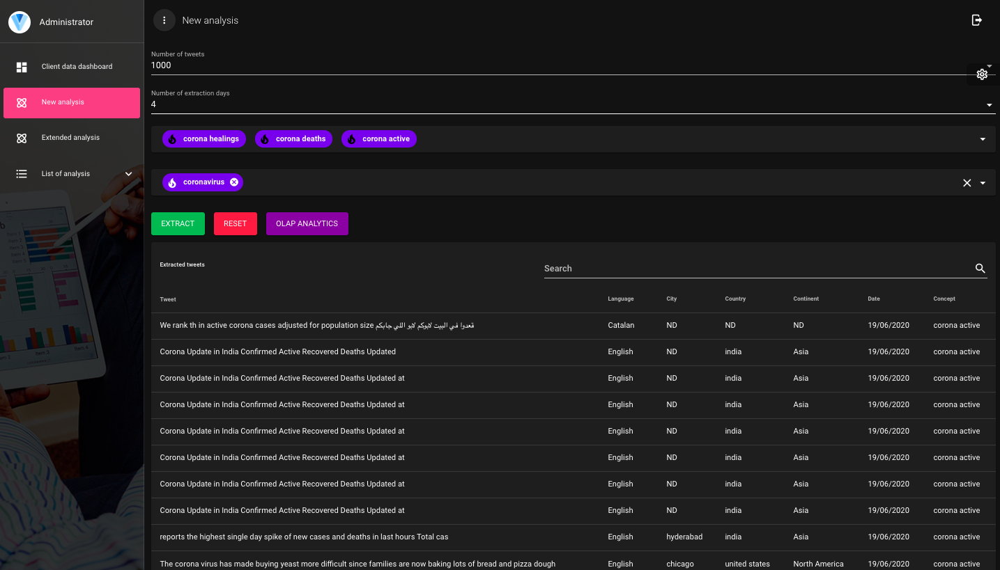 Administrator
New analysis
Client data dashboard
New analysis
Extended analysis
List of analysis
Number of tweets
1000
Number of extraction days
4
corona healings corona deaths corona active
coronavirus
EXTRACT RESET OLAP ANALYTICS
Extracted tweets
Search
Tweet Language City Country Continent Date Concept
We rank th in active corona cases adjusted for population size قعدوا في البيت لابوكم لابو اللي جابكم Catalan ND ND ND 19/06/2020 corona active
Corona Update in India Confirmed Active Recovered Deaths Updated English ND india Asia 19/06/2020 corona active
Corona Update in India Confirmed Active Recovered Deaths Updated at English ND india Asia 19/06/2020 corona active
Corona Update in India Confirmed Active Recovered Deaths Updated at English ND india Asia 19/06/2020 corona active
Corona Update in India Confirmed Active Recovered Deaths Updated at English ND india Asia 19/06/2020 corona active
Corona Update in India Confirmed Active Recovered Deaths Updated at English ND india Asia 19/06/2020 corona active
Corona Update in India Confirmed Active Recovered Deaths Updated at English ND india Asia 19/06/2020 corona active
Corona Update in India Confirmed Active Recovered Deaths Updated at English ND india Asia 19/06/2020 corona active
reports the highest single day spike of new cases and deaths in last hours Total cas English hyderabad india Asia 19/06/2020 corona active
The corona virus has made buying yeast more difficult since families are now baking lots of bread and pizza dough English chicago united states North America 19/06/2020 corona active
Item 3
Item 4